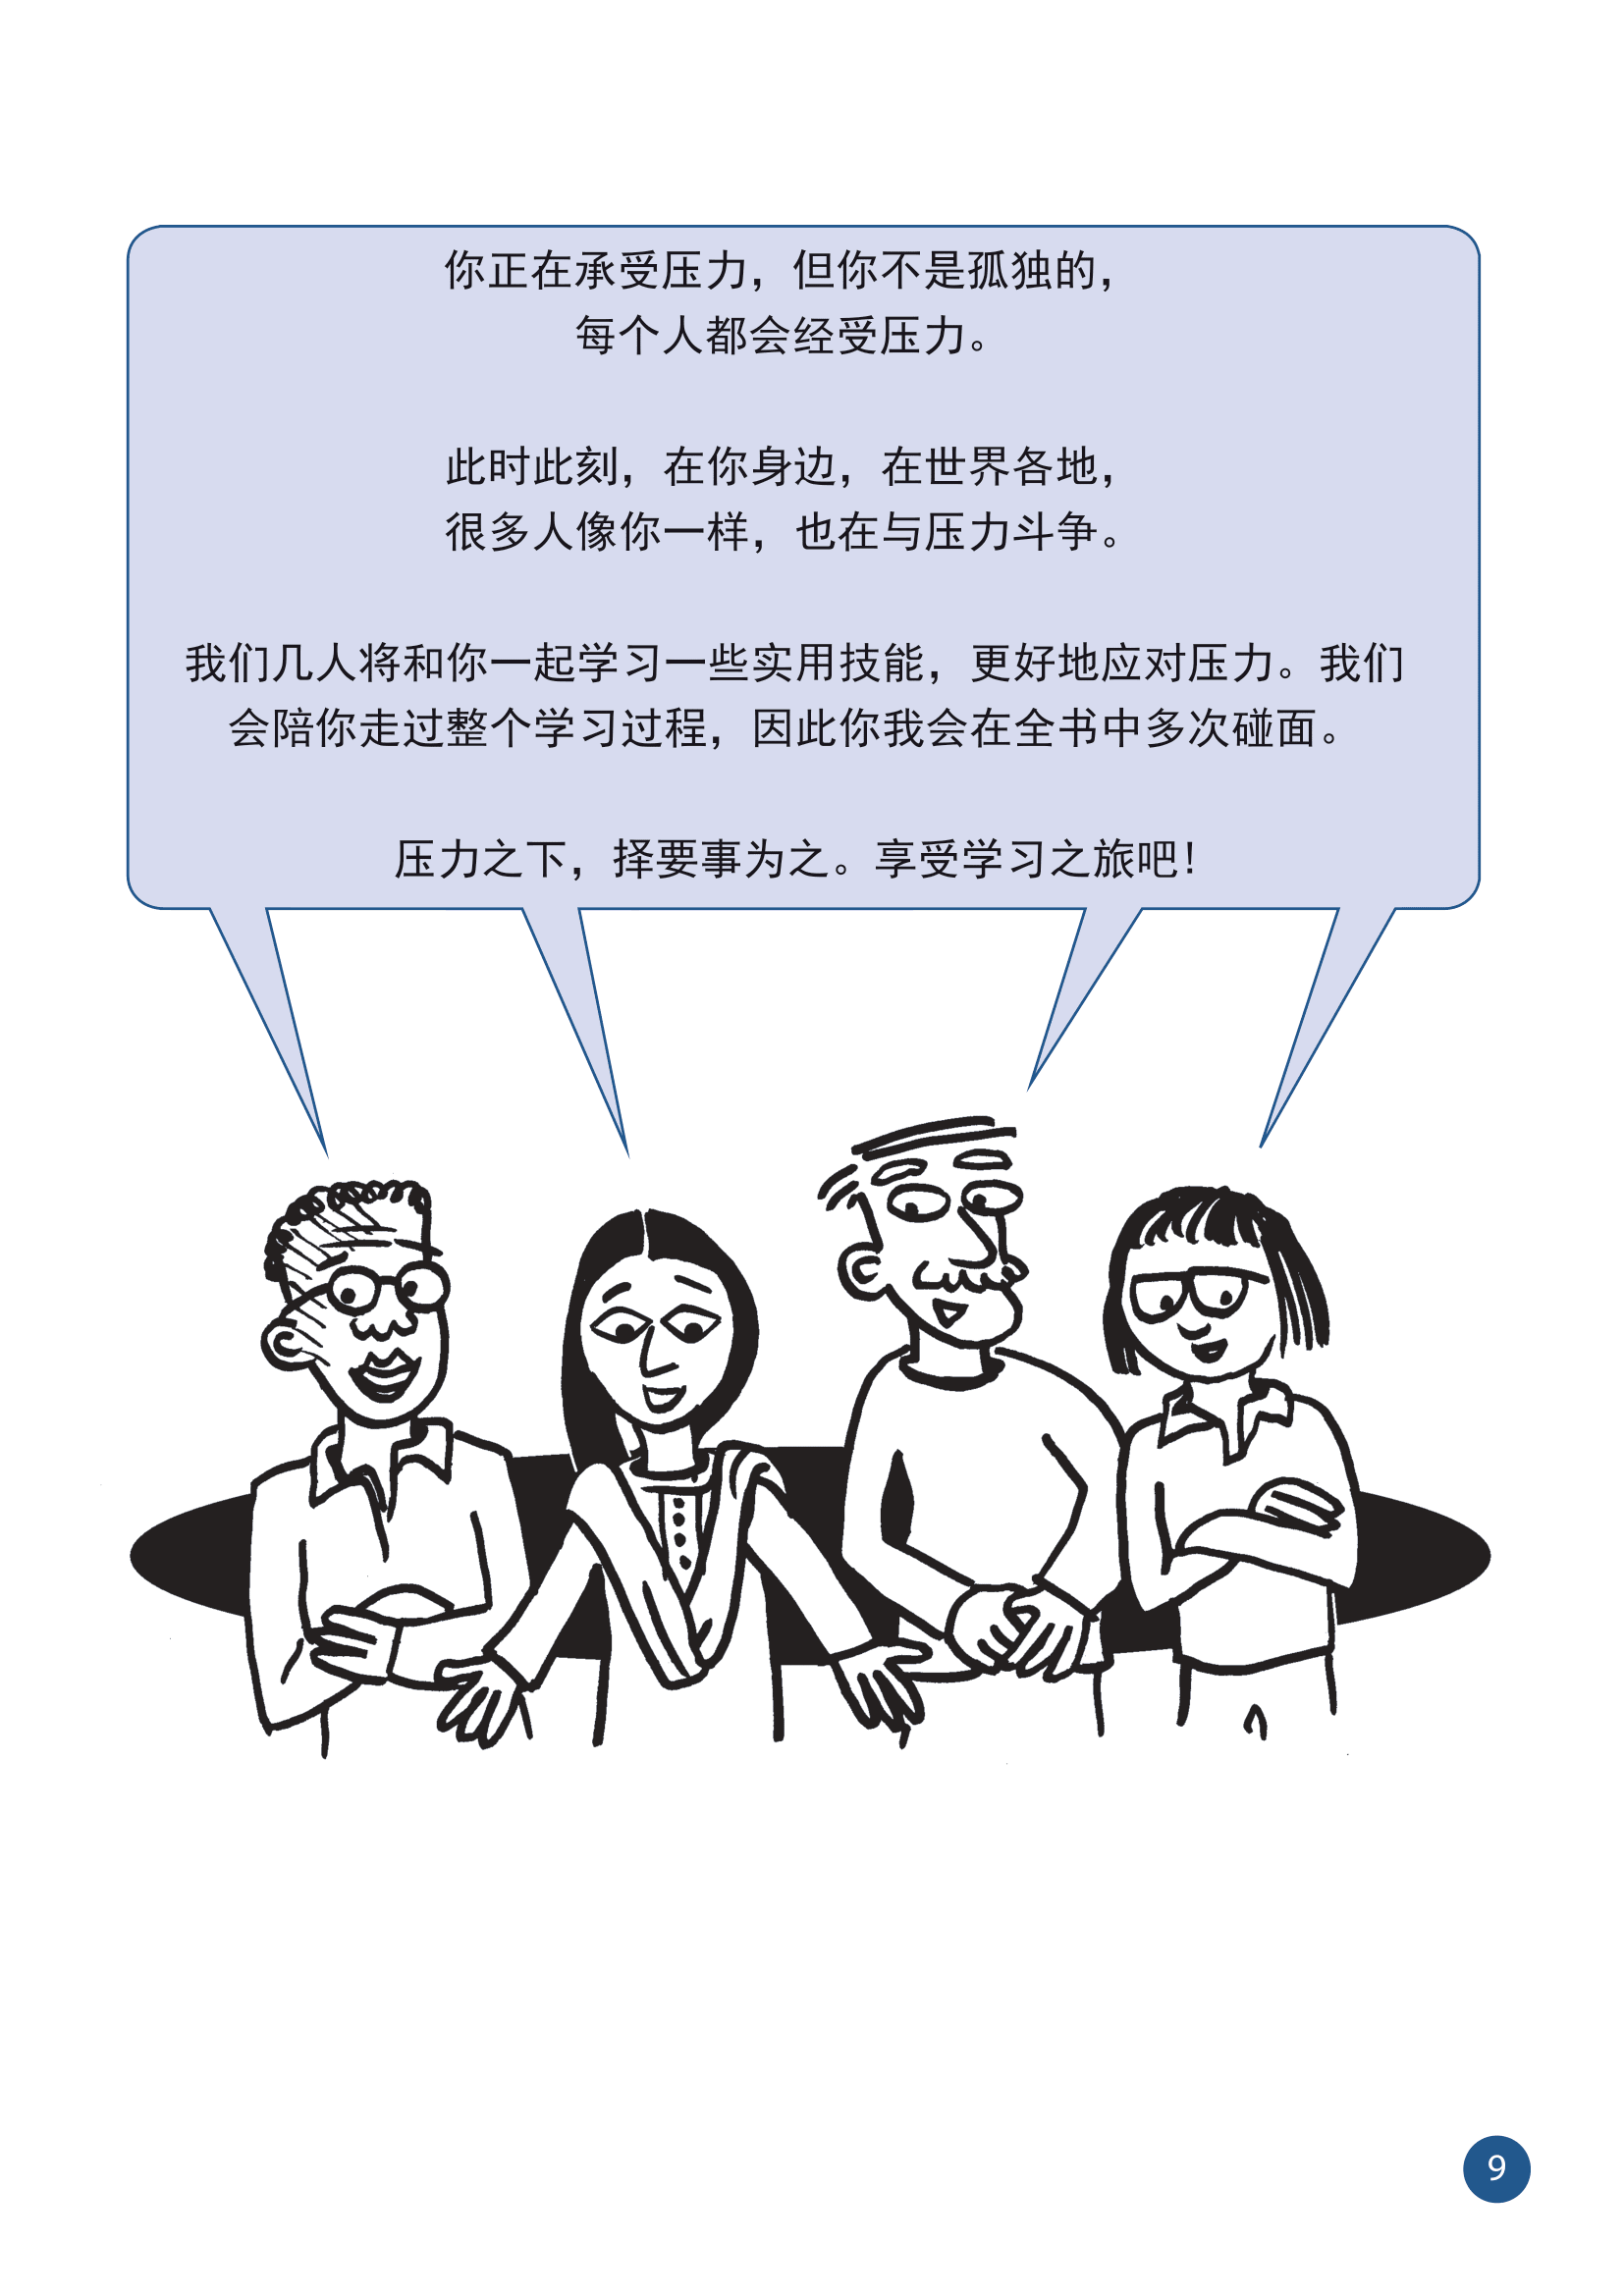 你正在承受压力，但你不是孤独的，
每个人都会经受压力。
此时此刻，在你身边，在世界各地，
很多人像你一样，也在与压力斗争。
我们几人将和你一起学习一些实用技能，更好地应对压力。我们
会陪你走过整个学习过程，因此你我会在全书中多次碰面。
压力之下，择要事为之。享受学习之旅吧！
9